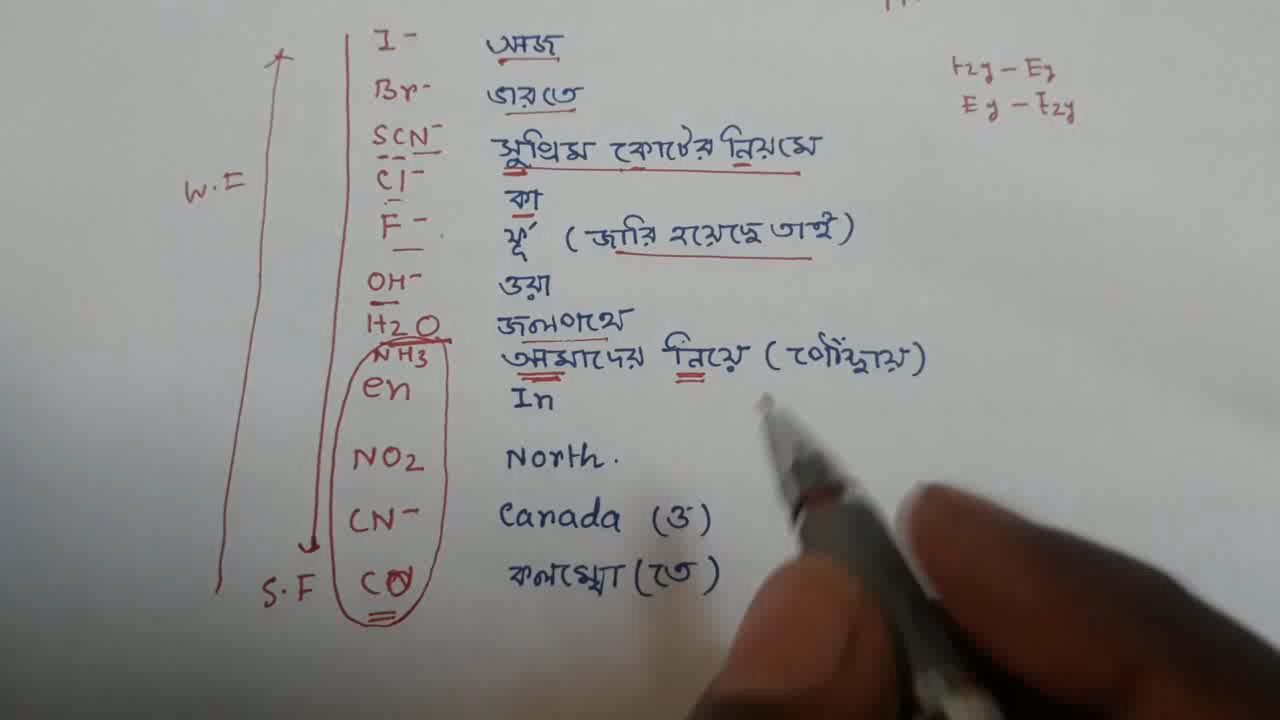 I⁻ আজ
Br⁻ ভারতে
SCN⁻ সুপ্রিম কোর্টের নিয়মে
Cl⁻ কা
F⁻ র্ফূ (জারি হয়েছে তাই)
OH⁻ ওয়া
H2O জলপথে
NH3 আমাদের নিয়ে (পৌঁছায়)
en In
NO2 North.
CN⁻ Canada (ও)
CO কলম্বো (তে)
W.F
S.F
t2g – Eg
Eg – t2g